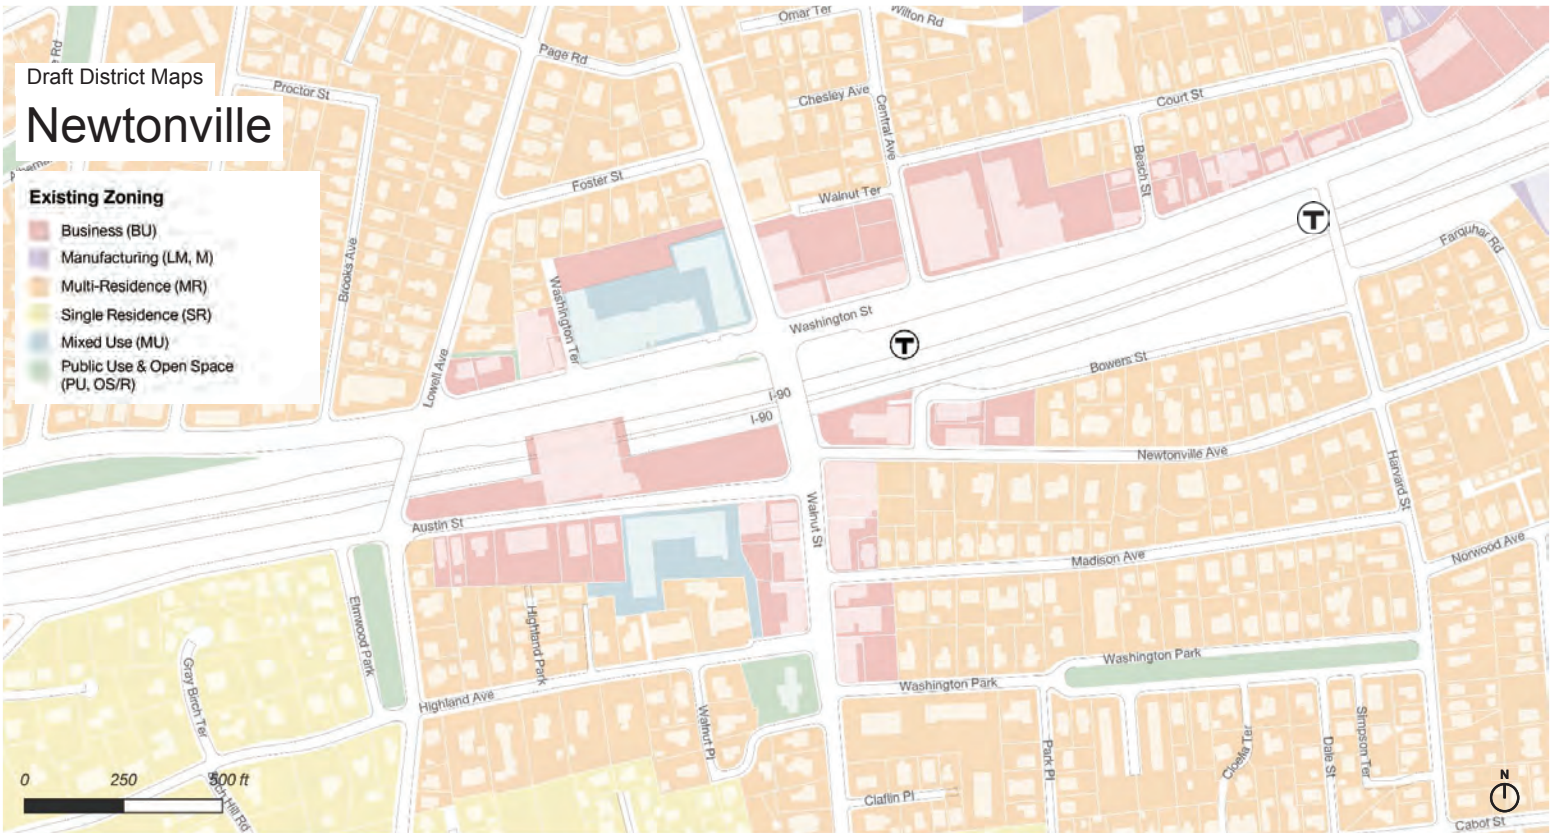 Omar Ter
Wilton Rd
e Rd
Page Rd
Draft District Maps
Newtonville
Proctor St
Chesley Ave
Central Ave
Court St
Beach St
Foster St
Walnut Ter
Existing Zoning
Business (BU)
Manufacturing (LM, M)
Multi-Residence (MR)
Single Residence (SR)
Mixed Use (MU)
Public Use & Open Space
(PU, OS/R)
Brooks Ave
Lowell Ave
Washington Ter
Washington St
T
T
Farquhar Rd
Bowers St
I-90
I-90
Newtonville Ave
Harvard St
Austin St
Walnut St
Madison Ave
Norwood Ave
Elmwood Park
Highland Park
Washington Park
Washington Park
Gray Birch Ter
Highland Ave
Walnut Pl
Park Pl
Cloelia Ter
Dale St
Simpson Ter
Claflin Pl
Cabot St
0 250 500 ft
N